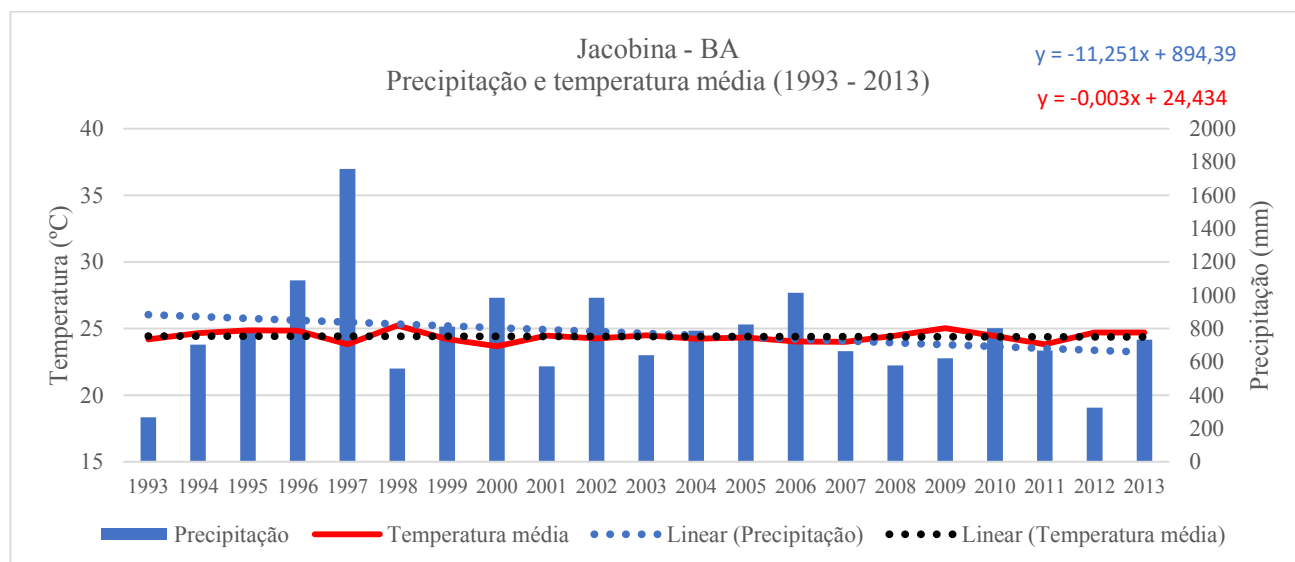 Jacobina - BA
Precipitação e temperatura média (1993 - 2013)
y = -11,251x + 894,39
y = -0,003x + 24,434
Temperatura (ºC)
40
35
30
25
20
15
2000
1800
1600
1400
1200
1000
800
600
400
200
0
Precipitação (mm)
1993 1994 1995 1996 1997 1998 1999 2000 2001 2002 2003 2004 2005 2006 2007 2008 2009 2010 2011 2012 2013
Precipitação Temperatura média Linear (Precipitação) Linear (Temperatura média)